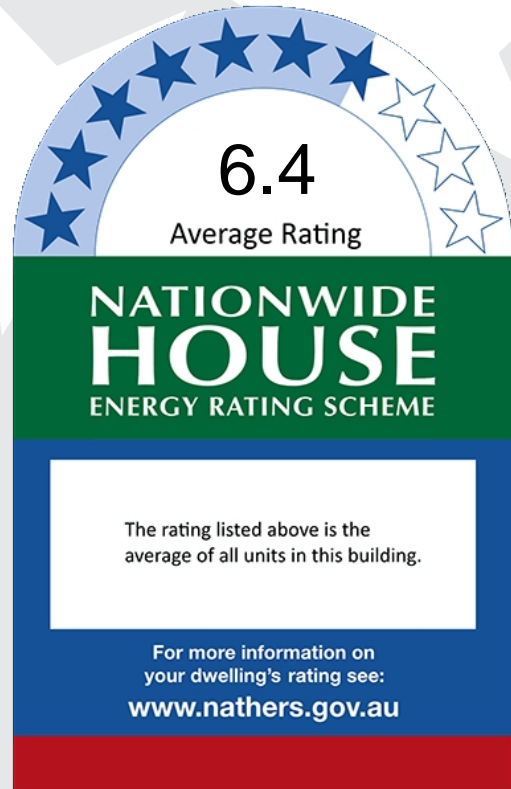 6.4
Average Rating
NATIONWIDE
HOUSE
ENERGY RATING SCHEME
The rating listed above is the
average of all units in this building.
For more information on
your dwelling's rating see:
www.nathers.gov.au